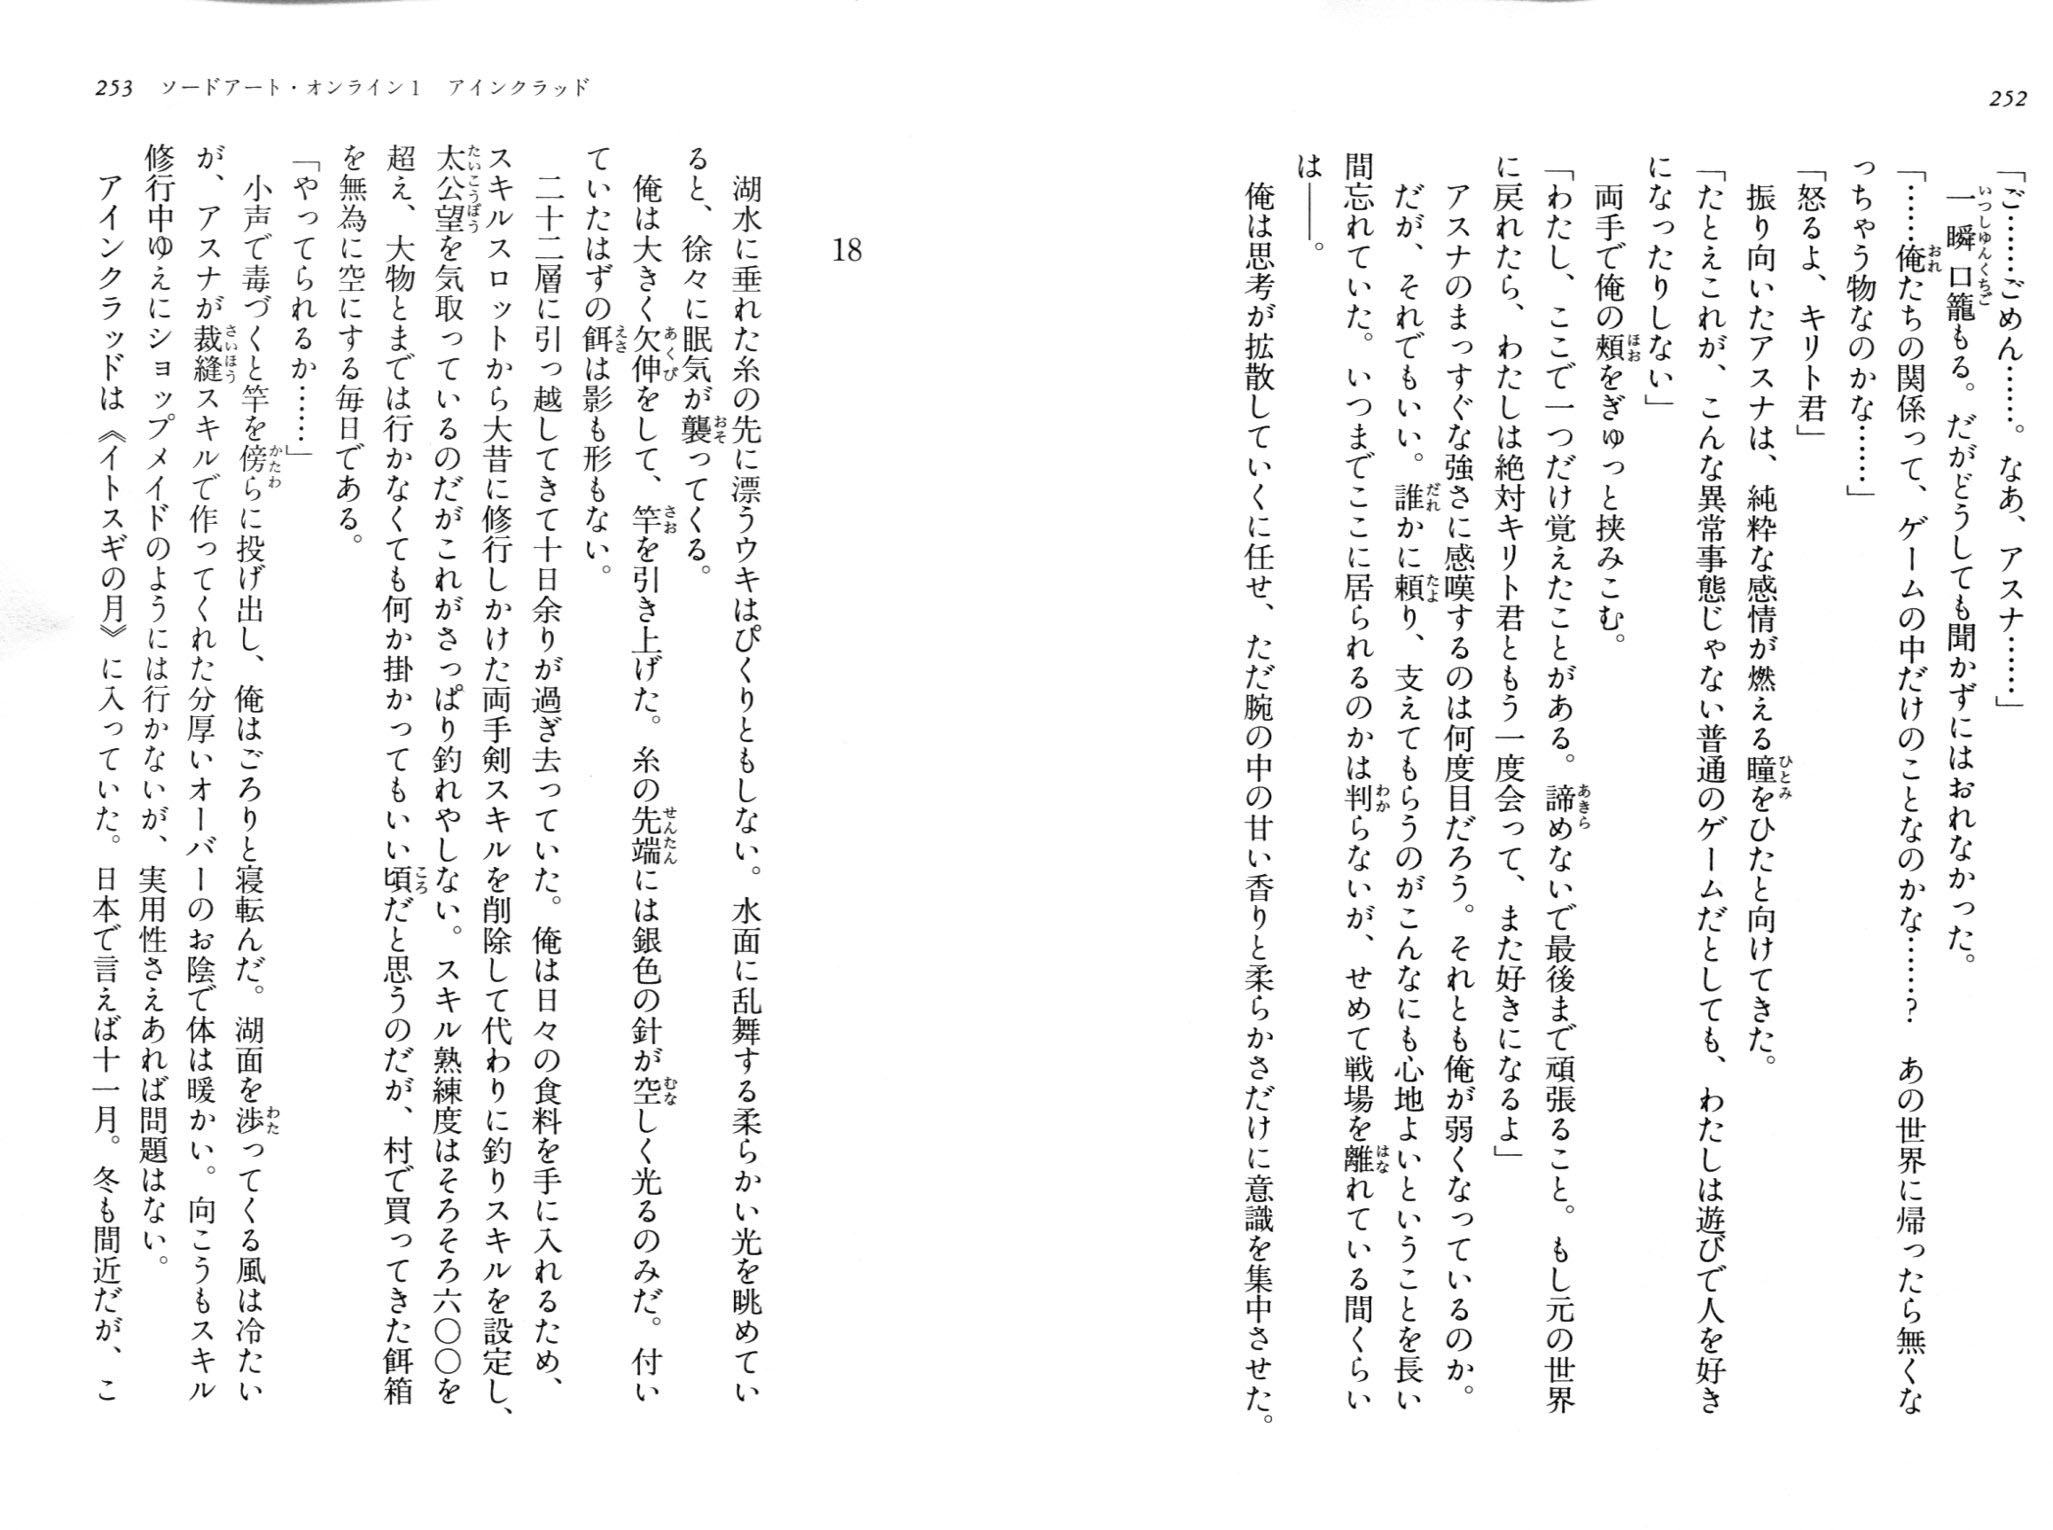 252
「ご……ごめん……。なあ、アスナ……」
一瞬口籠もる。だがどうしても聞かずにはおれなかった。
「……俺たちの関係って、ゲームの中だけのことなのかな……？　あの世界に帰ったら無くな
っちゃう物なのかな……」
「怒るよ、キリト君」
振り向いたアスナは、純粋な感情が燃える瞳をひたと向けてきた。
「たとえこれが、こんな異常事態じゃない普通のゲームだとしても、わたしは遊びで人を好き
になったりしない」
両手で俺の頬をぎゅっと挟みこむ。
「わたし、ここで一つだけ覚えたことがある。諦めないで最後まで頑張ること。もし元の世界
に戻れたら、わたしは絶対キリト君ともう一度会って、また好きになるよ」
アスナのまっすぐな強さに感嘆するのは何度目だろう。それとも俺が弱くなっているのか。
だが、それでもいい。誰かに頼り、支えてもらうのがこんなにも心地よいということを長い
間忘れていた。いつまでここに居られるのかは判らないが、せめて戦場を離れている間くらい
は――。
俺は思考が拡散していくに任せ、ただ腕の中の甘い香りと柔らかさだけに意識を集中させた。
253　ソードアート・オンライン1　アインクラッド
18
湖水に垂れた糸の先に漂うウキはぴくりともしない。水面に乱舞する柔らかい光を眺めてい
ると、徐々に眠気が襲ってくる。
俺は大きく欠伸をして、竿を引き上げた。糸の先端には銀色の針が空しく光るのみだ。付い
ていたはずの餌は影も形もない。
二十二層に引っ越してきて十日余りが過ぎ去っていた。俺は日々の食料を手に入れるため、
スキルスロットから大昔に修行しかけた両手剣スキルを削除して代わりに釣りスキルを設定し、
太公望を気取っているのだがこれがさっぱり釣れやしない。スキル熟練度はそろそろ六〇〇を
超え、大物とまでは行かなくても何か掛かってもいい頃だと思うのだが、村で買ってきた餌箱
を無為に空にする毎日である。
「やってられるか……」
小声で毒づくと竿を傍らに投げ出し、俺はごろりと寝転んだ。湖面を渉ってくる風は冷たい
が、アスナが裁縫スキルで作ってくれた分厚いオーバーのお陰で体は暖かい。向こうもスキル
修行中ゆえにショップメイドのようには行かないが、実用性さえあれば問題はない。
アインクラッドは《イトスギの月》に入っていた。日本で言えば十一月。冬も間近だが、こ